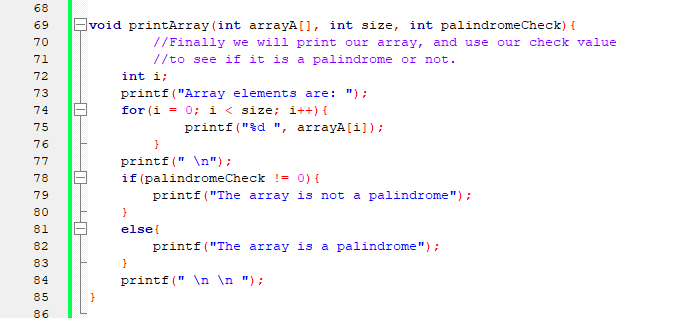 68
69 void printArray(int arrayA[], int size, int palindromeCheck){
70 //Finally we will print our array, and use our check value
71 //to see if it is a palindrome or not.
72 int i;
73 printf("Array elements are: ");
74 for(i = 0; i < size; i++){
75 printf("%d ", arrayA[i]);
76 }
77 printf(" \n");
78 if(palindromeCheck != 0){
79 printf("The array is not a palindrome");
80 }
81 else{
82 printf("The array is a palindrome");
83 }
84 printf(" \n \n ");
85 }
86